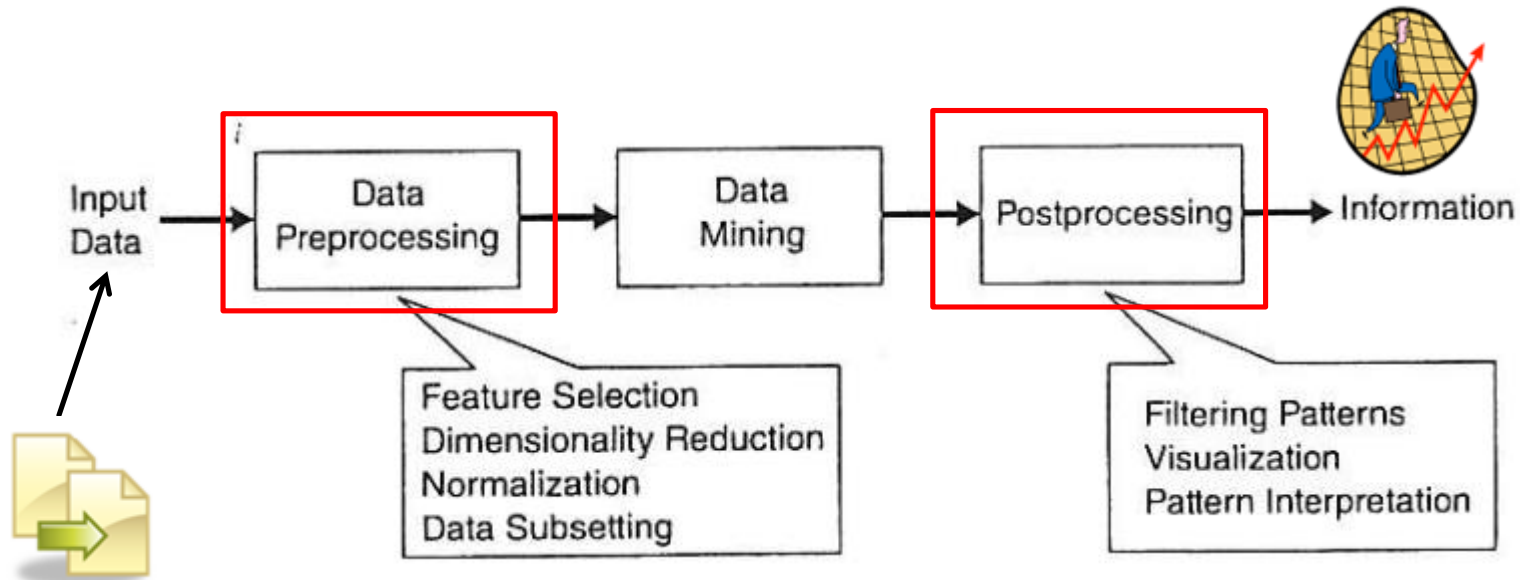 Input
Data
Data
Preprocessing
Data
Mining
Postprocessing
Information
Feature Selection
Dimensionality Reduction
Normalization
Data Subsetting
Filtering Patterns
Visualization
Pattern Interpretation